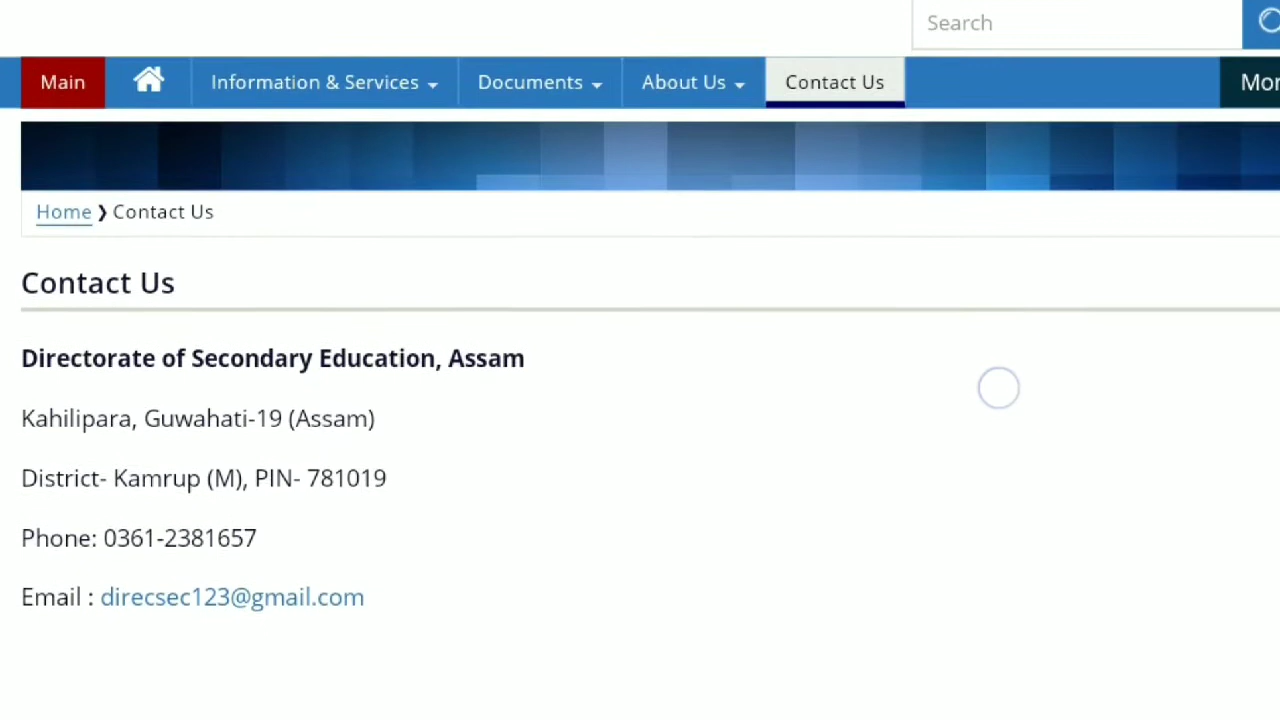 Search
Main
Information & Services
Documents
About Us
Contact Us
Home ❯ Contact Us
Contact Us
Directorate of Secondary Education, Assam
Kahilipara, Guwahati-19 (Assam)
District- Kamrup (M), PIN- 781019
Phone: 0361-2381657
Email : direcsec123@gmail.com